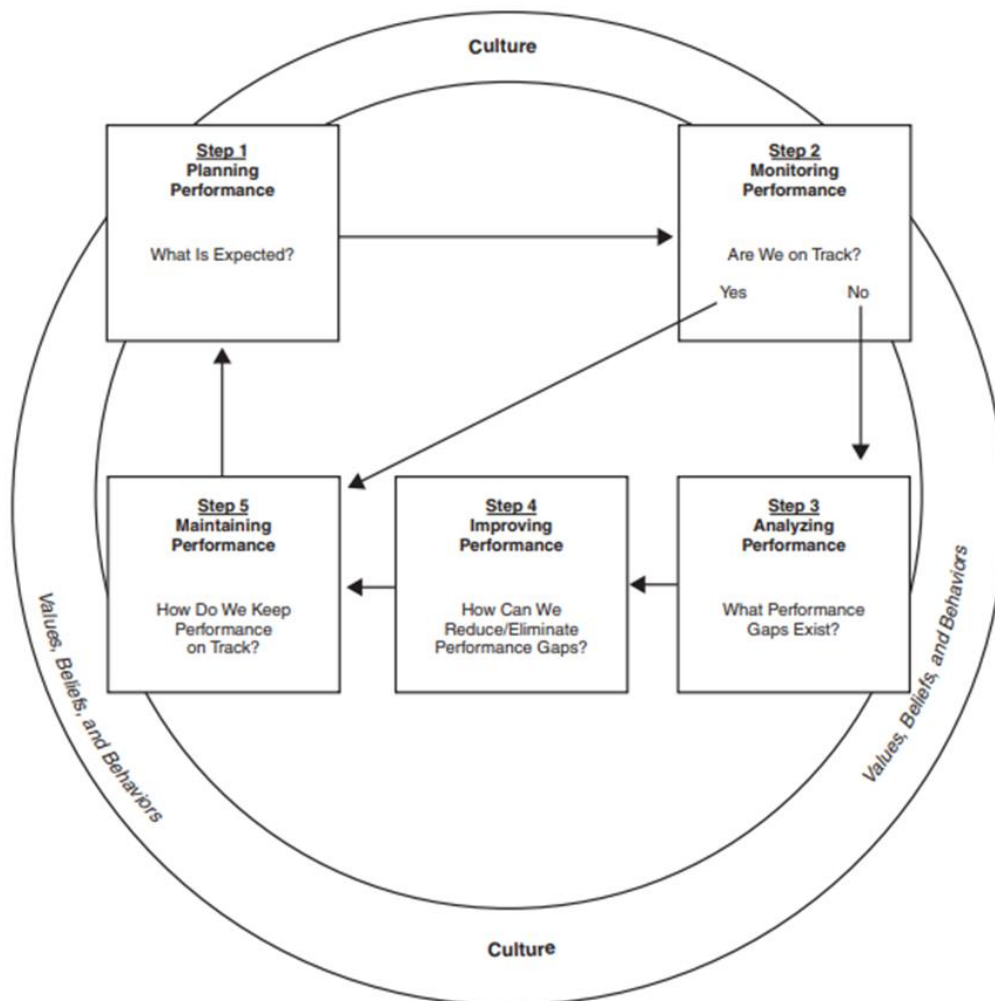 Culture
Step 1
Planning
Performance
What Is Expected?
Step 2
Monitoring
Performance
Are We on Track?
Yes No
Step 5
Maintaining
Performance
How Do We Keep
Performance
on Track?
Step 4
Improving
Performance
How Can We
Reduce/Eliminate
Performance Gaps?
Step 3
Analyzing
Performance
What Performance
Gaps Exist?
Values, Beliefs, and Behaviors
Values, Beliefs, and Behaviors
Culture